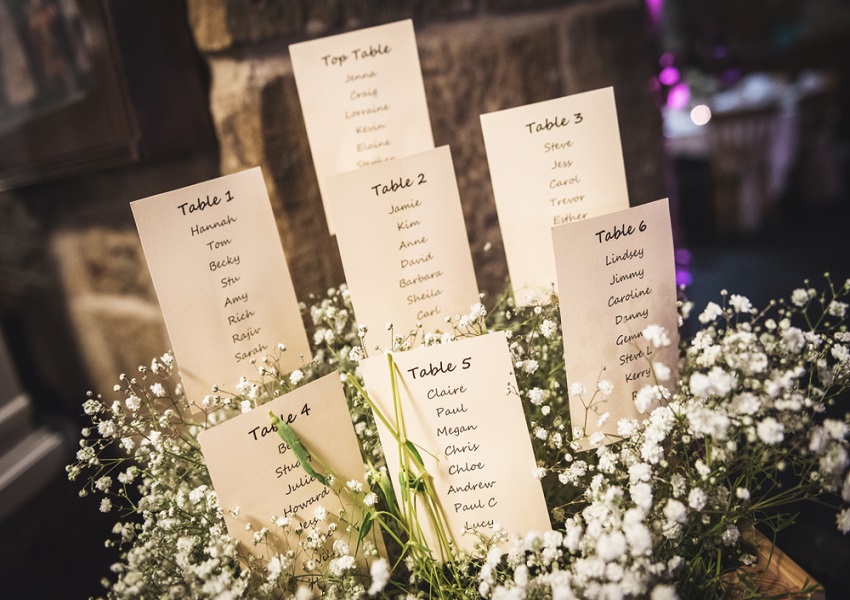 Top Table
Jenna
Craig
Lorraine
Kevin
Elaine
Table 1
Hannah
Tom
Becky
Stu
Amy
Rich
Rajiv
Sarah
Table 2
Jamie
Kim
Anne
David
Barbara
Sheila
Carl
Table 3
Steve
Jess
Carol
Trevor
Esther
Table 4
Julie
Howard
Jess
Table 5
Claire
Paul
Megan
Chris
Chloe
Andrew
Paul C
Lucy
Table 6
Lindsey
Jimmy
Caroline
Danny
Steve L
Kerry